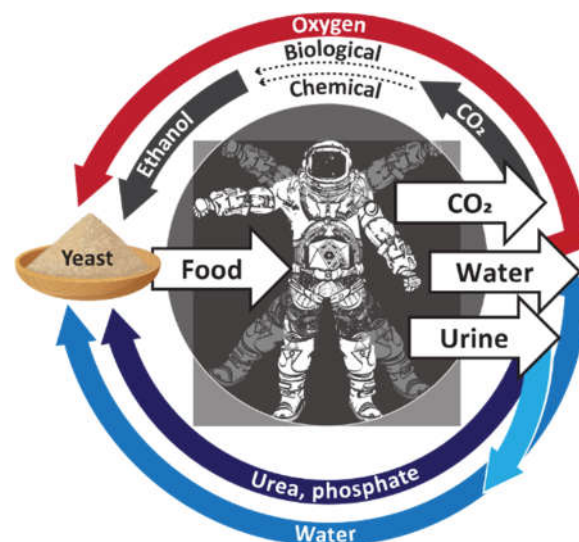 Oxygen
Biological
Chemical
Ethanol
CO₂
CO₂
Yeast
Food
Water
Urine
Urea, phosphate
Water